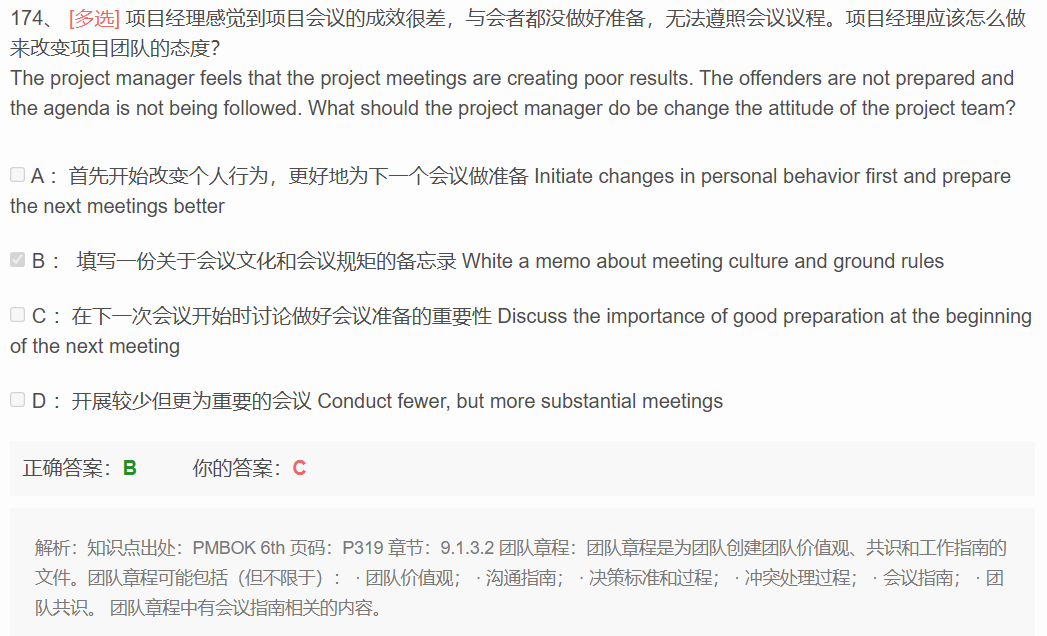 174、 [多选] 项目经理感觉到项目会议的成效很差，与会者都没做好准备，无法遵照会议议程。项目经理应该怎么做
来改变项目团队的态度？
The project manager feels that the project meetings are creating poor results. The offenders are not prepared and
the agenda is not being followed. What should the project manager do be change the attitude of the project team?
A： 首先开始改变个人行为，更好地为下一个会议做准备 Initiate changes in personal behavior first and prepare
the next meetings better
B： 填写一份关于会议文化和会议规矩的备忘录 White a memo about meeting culture and ground rules
C： 在下一次会议开始时讨论做好会议准备的重要性 Discuss the importance of good preparation at the beginning
of the next meeting
D： 开展较少但更为重要的会议 Conduct fewer, but more substantial meetings
正确答案：B 你的答案：C
解析：知识点出处：PMBOK 6th 页码：P319 章节：9.1.3.2 团队章程：团队章程是为团队创建团队价值观、共识和工作指南的
文件。团队章程可能包括（但不限于）： · 团队价值观； · 沟通指南； · 决策标准和过程； · 冲突处理过程； · 会议指南； · 团
队共识。 团队章程中有会议指南相关的内容。